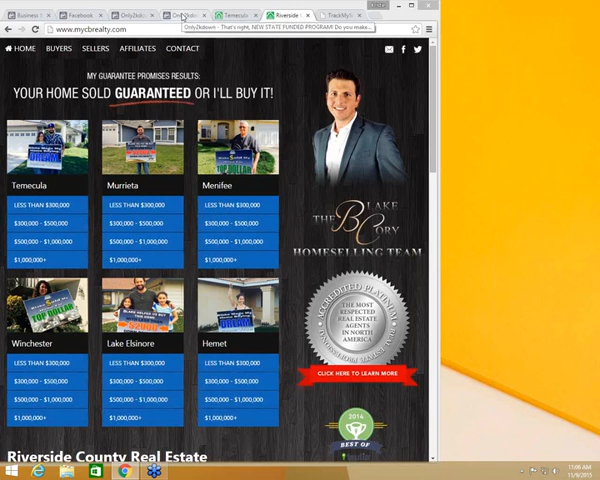 Business
Facebook
Only2kdown
Temecula
Riverside
TrackMyM
www.mycbrealty.com
Only2kdown - That's right, NEW STATE FUNDED PROGRAM! Do you make...
HOME BUYERS SELLERS AFFILIATES CONTACT
MY GUARANTEE PROMISES RESULTS:
YOUR HOME SOLD GUARANTEED OR I'LL BUY IT!
Temecula Murrieta Menifee
LESS THAN $300,000 LESS THAN $300,000 LESS THAN $300,000
$300,000 - $500,000 $300,000 - $500,000 $300,000 - $500,000
$500,000 - $1,000,000 $500,000 - $1,000,000 $500,000 - $1,000,000
$1,000,000+ $1,000,000+ $1,000,000+
THE BLAKE CORY
HOMESELLING TEAM
ACCREDITED PLATINUM
THE MOST
RESPECTED
REAL ESTATE
AGENTS
IN NORTH
AMERICA
CLICK HERE TO LEARN MORE
TOP DOLLAR
$2000
DREAM
Winchester Lake Elsinore Hemet
LESS THAN $300,000 LESS THAN $300,000 LESS THAN $300,000
$300,000 - $500,000 $300,000 - $500,000 $300,000 - $500,000
$500,000 - $1,000,000 $500,000 - $1,000,000 $500,000 - $1,000,000
$1,000,000+ $1,000,000+ $1,000,000+
2014
BEST OF
trulia
Riverside County Real Estate
11:06 AM
11/9/2015